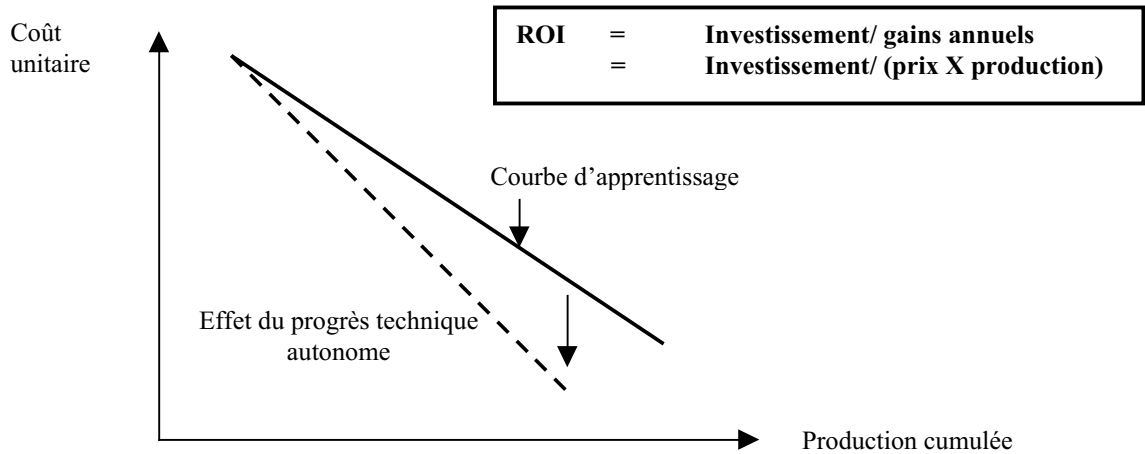 Coût
unitaire
ROI = Investissement/ gains annuels
= Investissement/ (prix X production)
Courbe d’apprentissage
Effet du progrès technique
autonome
Production cumulée